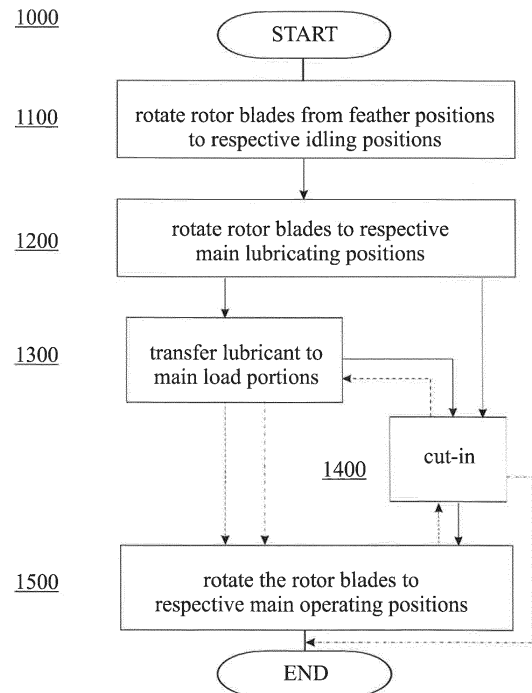 1000
START
1100
rotate rotor blades from feather positions
to respective idling positions
1200
rotate rotor blades to respective
main lubricating positions
1300
transfer lubricant to
main load portions
1400
cut-in
1500
rotate the rotor blades to
respective main operating positions
END